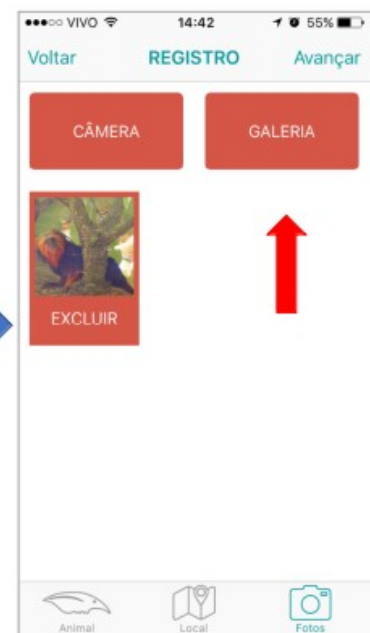 ●●●○○ VIVO 14:42 55%
Voltar REGISTRO Avançar
CÂMERA GALERIA
EXCLUIR
Animal Local Fotos